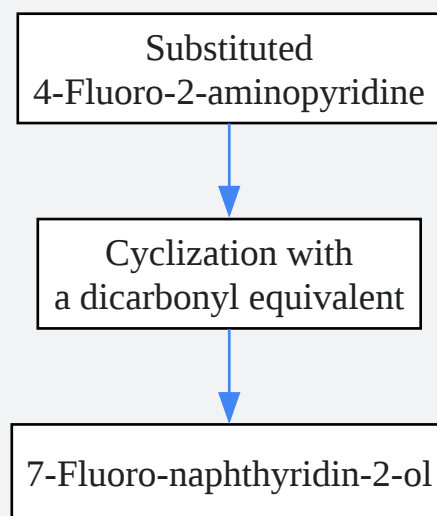 Substituted
4-Fluoro-2-aminopyridine
Cyclization with
a dicarbonyl equivalent
7-Fluoro-naphthyridin-2-ol